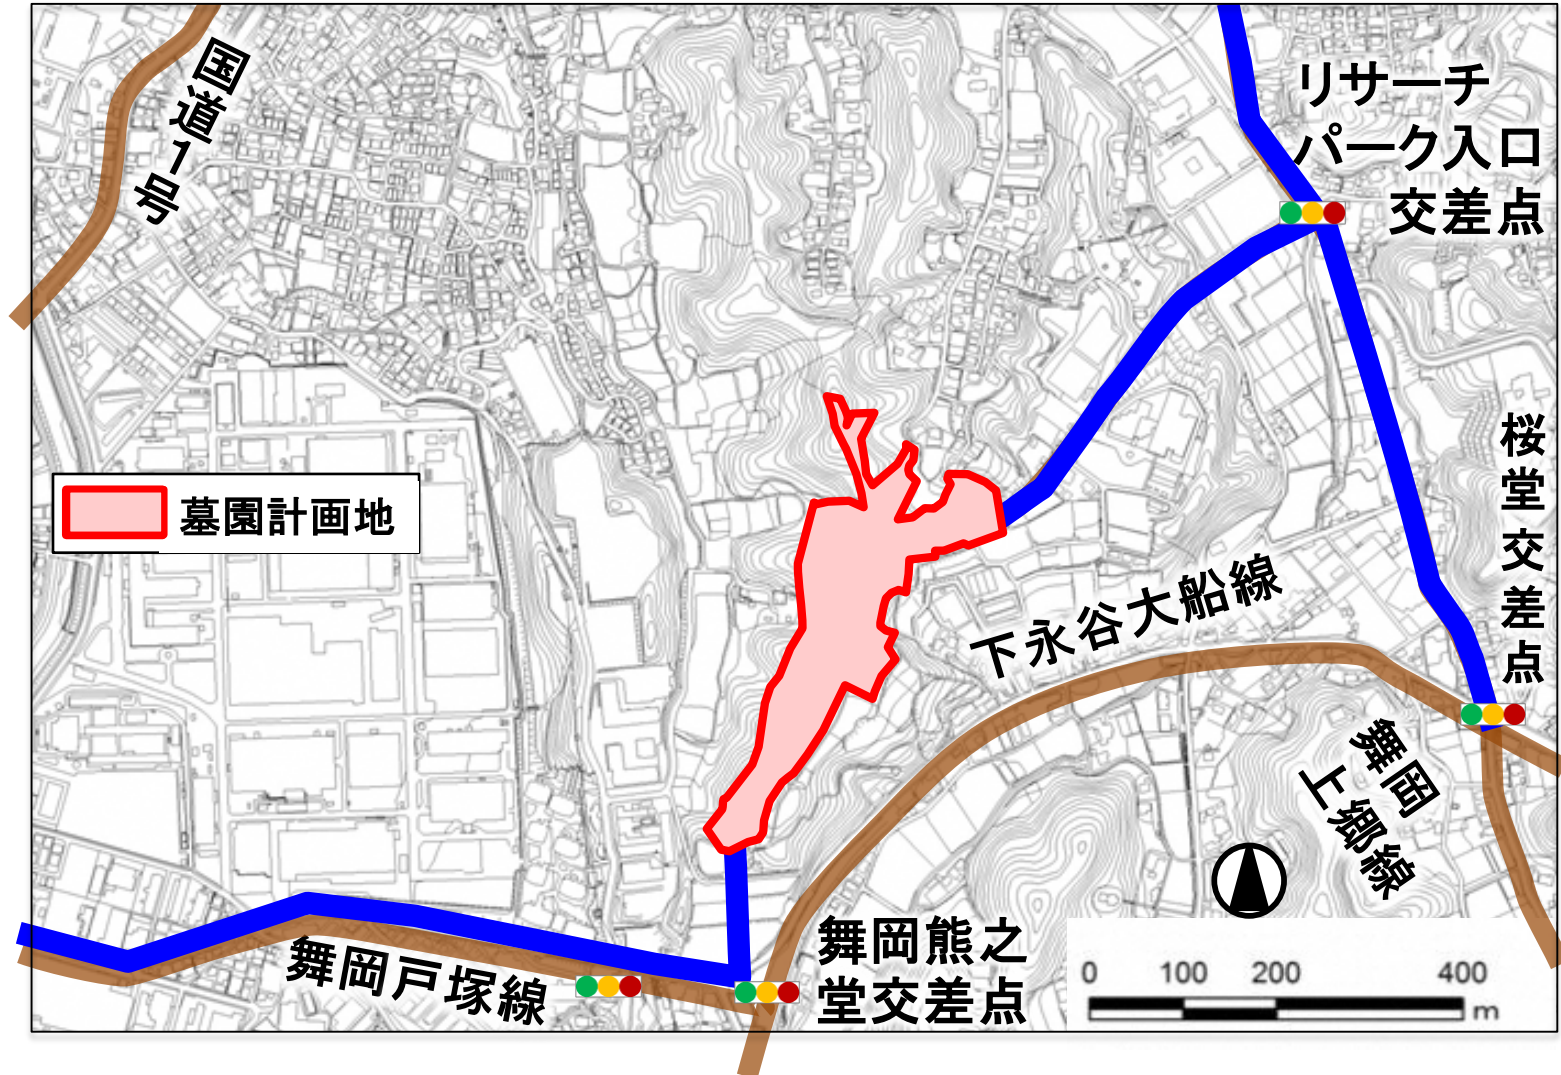 国道1号
リサーチ
パーク入口
交差点
桜堂交差点
墓園計画地
下永谷大船線
舞岡
上郷線
舞岡熊之
堂交差点
舞岡戸塚線
0 100 200 400
m